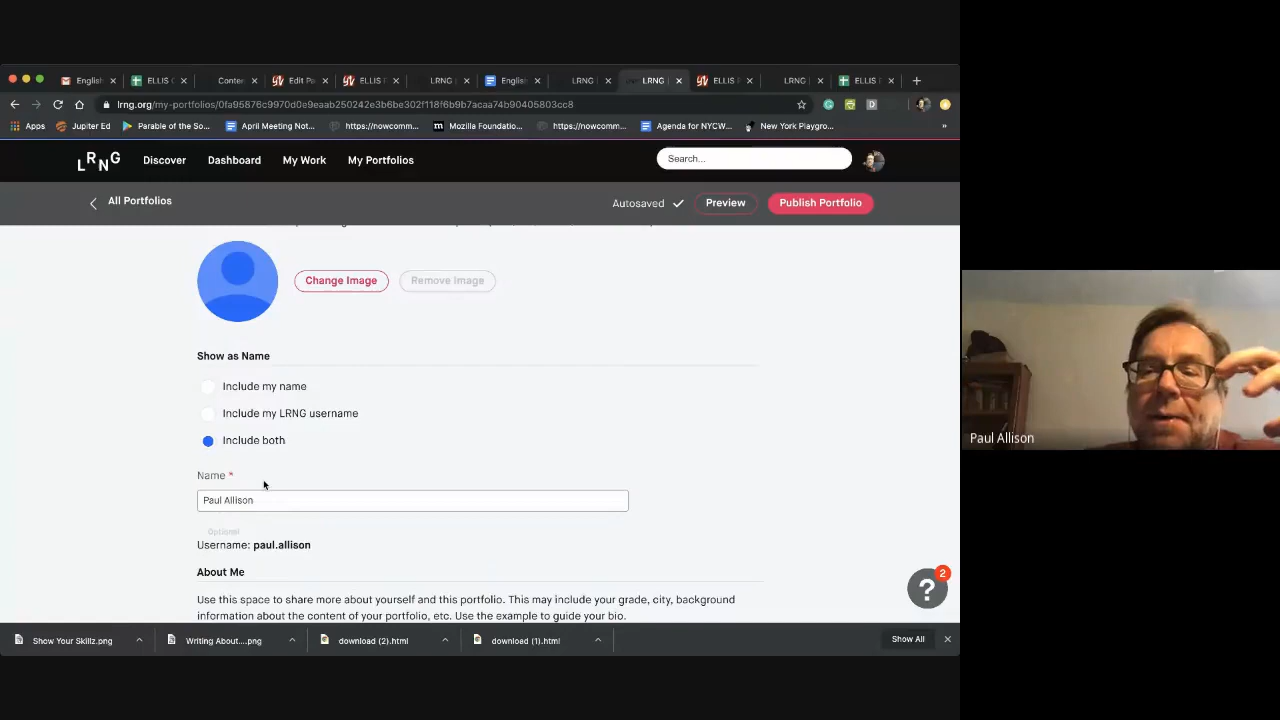 English
ELLIS
Conte
Edit Po
ELLIS
LRNG
English
LRNG
LRNG
ELLIS
LRNG
ELLIS
lrng.org/my-portfolios/0fa95876c9970d0e9eaab250242e3b6be302f118f6b9b7acaa74b90405803cc8
Apps
Jupiter Ed
Parable of the So...
April Meeting Not...
https://nowcomm...
Mozilla Foundatio...
https://nowcomm...
Agenda for NYCW...
New York Playgro...
»
LRNG
Discover
Dashboard
My Work
My Portfolios
Search...
All Portfolios
Autosaved
Preview
Publish Portfolio
Change Image
Remove Image
Show as Name
Include my name
Include my LRNG username
Include both
Name *
Paul Allison
Optional
Username: paul.allison
About Me
Use this space to share more about yourself and this portfolio. This may include your grade, city, background
information about the content of your portfolio, etc. Use the example to guide your bio.
?
2
Show Your Skillz.png
Writing About....png
download (2).html
download (1).html
Show All
Paul Allison